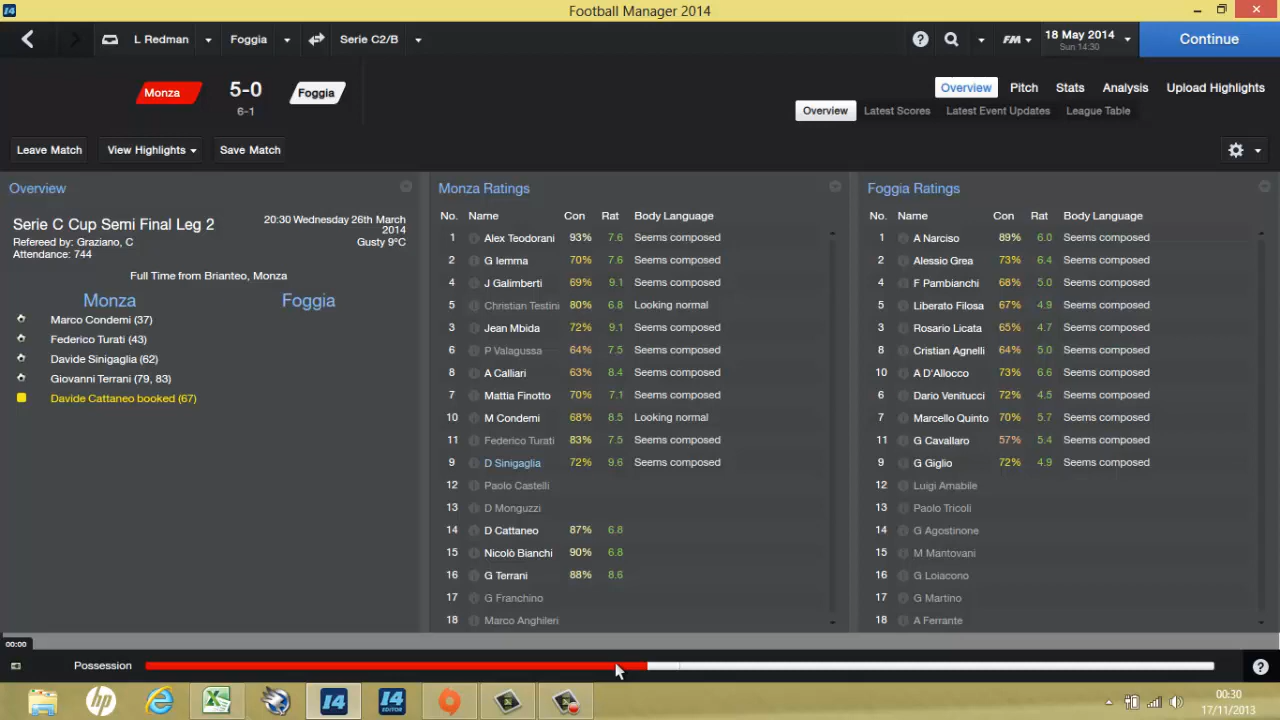 Football Manager 2014
L Redman
Foggia
Serie C2/B
FM
18 May 2014
Sun 14:30
Continue
Monza
5-0
6-1
Foggia
Overview Pitch Stats Analysis Upload Highlights
Overview Latest Scores Latest Event Updates League Table
Leave Match View Highlights Save Match
Overview
Serie C Cup Semi Final Leg 2
Refereed by: Graziano, C
Attendance: 744
20:30 Wednesday 26th March
2014
Gusty 9°C
Full Time from Brianteo, Monza
Monza Foggia
Marco Condemi (37)
Federico Turati (43)
Davide Sinigaglia (62)
Giovanni Terrani (79, 83)
Davide Cattaneo booked (67)
Monza Ratings
No. Name Con Rat Body Language
1 Alex Teodorani 93% 7.6 Seems composed
2 G Iemma 70% 7.6 Seems composed
4 J Galimberti 69% 9.1 Seems composed
5 Christian Testini 80% 6.8 Looking normal
3 Jean Mbida 72% 9.1 Seems composed
6 P Valagussa 64% 7.5 Seems composed
8 A Calliari 63% 8.4 Seems composed
7 Mattia Finotto 70% 7.1 Seems composed
10 M Condemi 68% 8.5 Looking normal
11 Federico Turati 83% 7.5 Seems composed
9 D Sinigaglia 72% 9.6 Seems composed
12 Paolo Castelli
13 D Monguzzi
14 D Cattaneo 87% 6.8
15 Nicolò Bianchi 90% 6.8
16 G Terrani 88% 8.6
17 G Franchino
18 Marco Anghileri
Foggia Ratings
No. Name Con Rat Body Language
1 A Narciso 89% 6.0 Seems composed
2 Alessio Grea 73% 6.4 Seems composed
4 F Pambianchi 68% 5.0 Seems composed
5 Liberato Filosa 67% 4.9 Seems composed
3 Rosario Licata 65% 4.7 Seems composed
8 Cristian Agnelli 64% 5.0 Seems composed
10 A D'Allocco 73% 6.6 Seems composed
6 Dario Venitucci 72% 4.5 Seems composed
7 Marcello Quinto 70% 5.7 Seems composed
11 G Cavallaro 57% 5.4 Seems composed
9 G Giglio 72% 4.9 Seems composed
12 Luigi Amabile
13 Paolo Tricoli
14 G Agostinone
15 M Mantovani
16 G Loiacono
17 G Martino
18 A Ferrante
00:00
Possession
00:30
17/11/2013